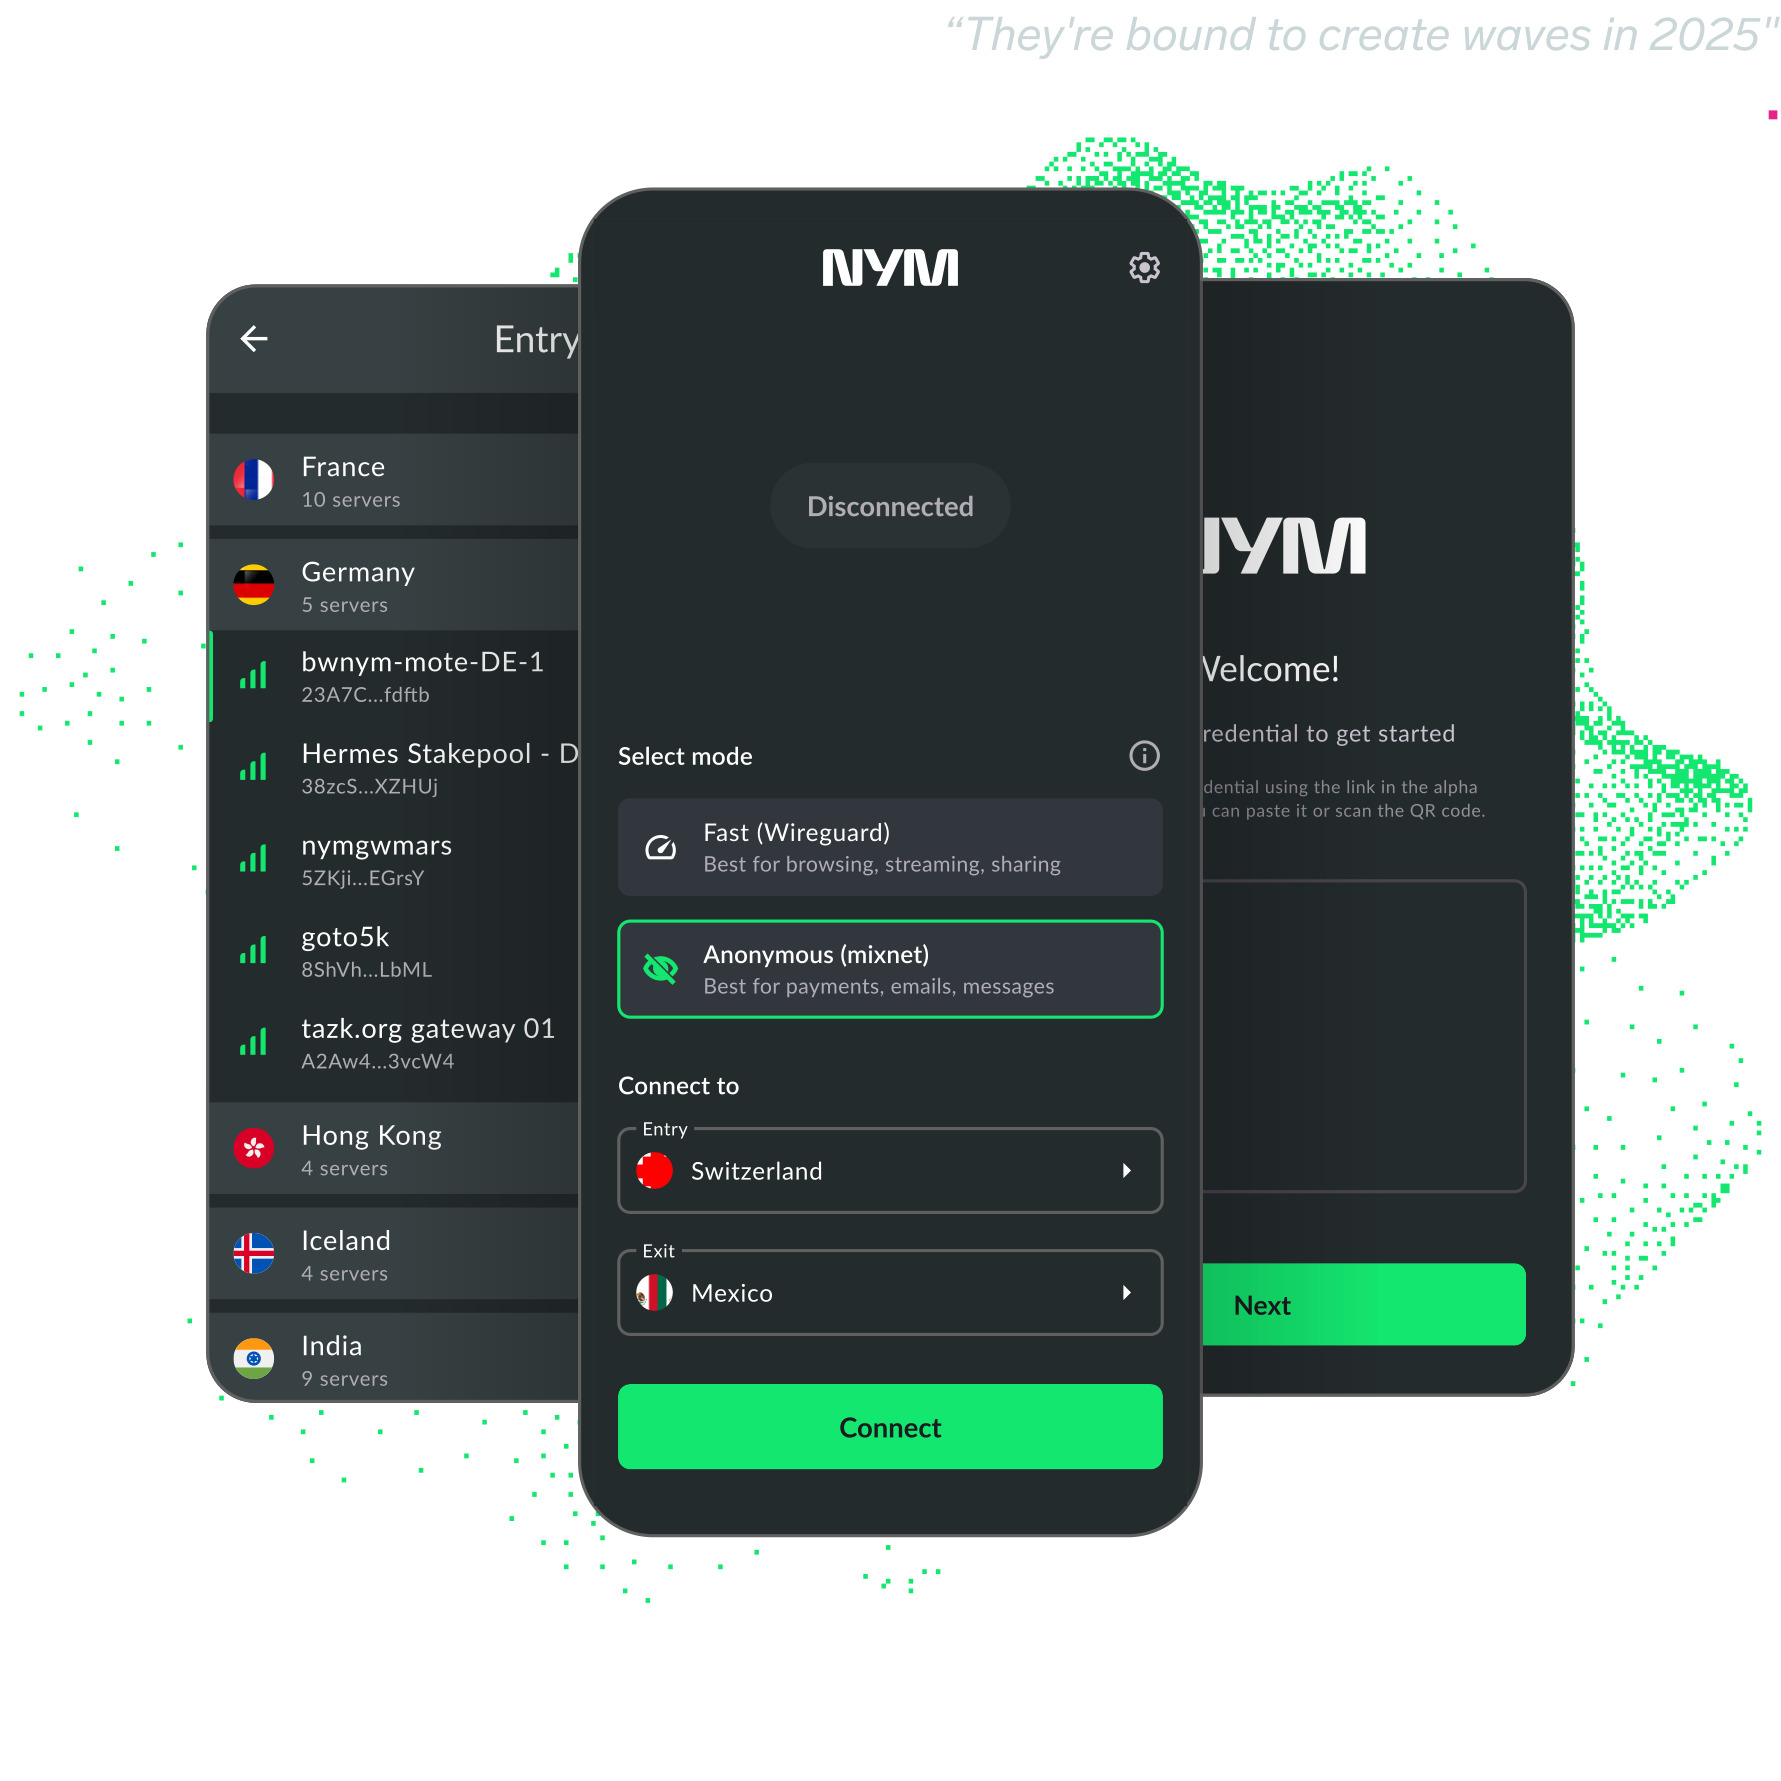 “They're bound to create waves in 2025"
Entry
France
10 servers
Germany
5 servers
bwnym-mote-DE-1
23A7C...fdftb
Hermes Stakepool - D
38zcS...XZHUj
nymgwmars
5ZKji...EGrsY
goto5k
8ShVh...LbML
tazk.org gateway 01
A2Aw4...3vcW4
Hong Kong
4 servers
Iceland
4 servers
India
9 servers
NYM
Disconnected
Select mode
Fast (Wireguard)
Best for browsing, streaming, sharing
Anonymous (mixnet)
Best for payments, emails, messages
Connect to
Entry
Switzerland
Exit
Mexico
Connect
NYM
Welcome!
redential to get started
dential using the link in the alpha
can paste it or scan the QR code.
Next